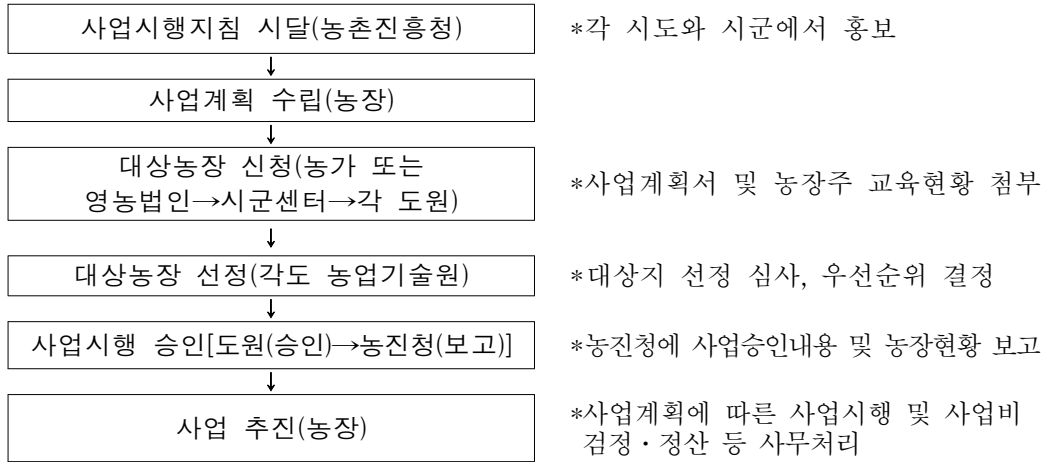 사업시행지침 시달(농촌진흥청)
*각 시도와 시군에서 홍보
↓
사업계획 수립(농장)
↓
대상농장 신청(농가 또는
영농법인→시군센터→각 도원)
*사업계획서 및 농장주 교육현황 첨부
↓
대상농장 선정(각도 농업기술원)
*대상지 선정 심사, 우선순위 결정
↓
사업시행 승인[도원(승인)→농진청(보고)]
*농진청에 사업승인내용 및 농장현황 보고
↓
사업 추진(농장)
*사업계획에 따른 사업시행 및 사업비
검정·정산 등 사무처리